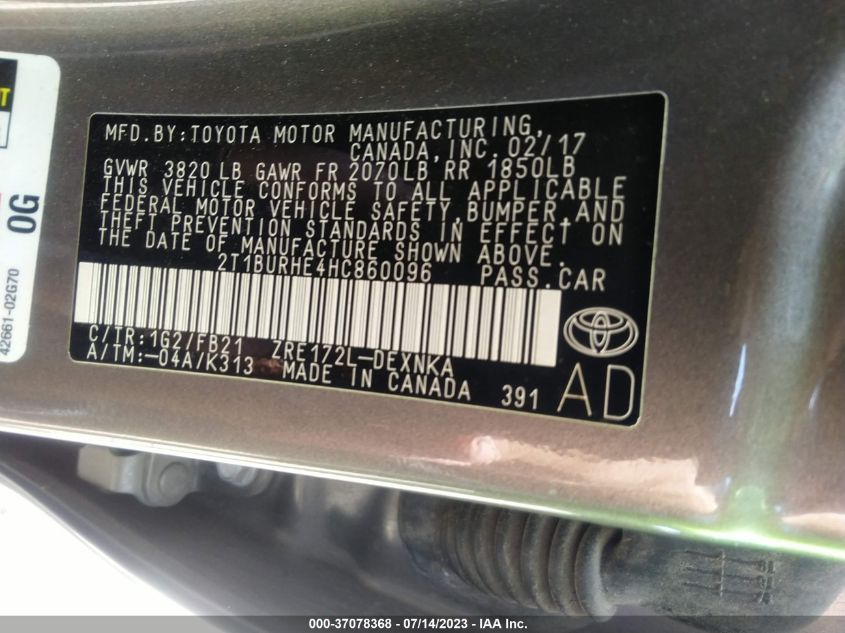 T
0G
42661-02G70
MFD.BY:TOYOTA MOTOR MANUFACTURING,
CANADA,INC. 02/17
GVWR 3820 LB GAWR FR 2070LB RR 1850LB
THIS VEHICLE CONFORMS TO ALL APPLICABLE
FEDERAL MOTOR VEHICLE SAFETY,BUMPER,AND
THEFT PREVENTION STANDARDS IN EFFECT ON
THE DATE OF MANUFACTURE SHOWN ABOVE.
2T1BURHE4HC860096 PASS.CAR
C/TR:1G2/FB21 ZRE172L-DEXNKA
A/TM:-04A/K313 MADE IN CANADA 391
AD
000-37078368 - 07/14/2023 - IAA Inc.